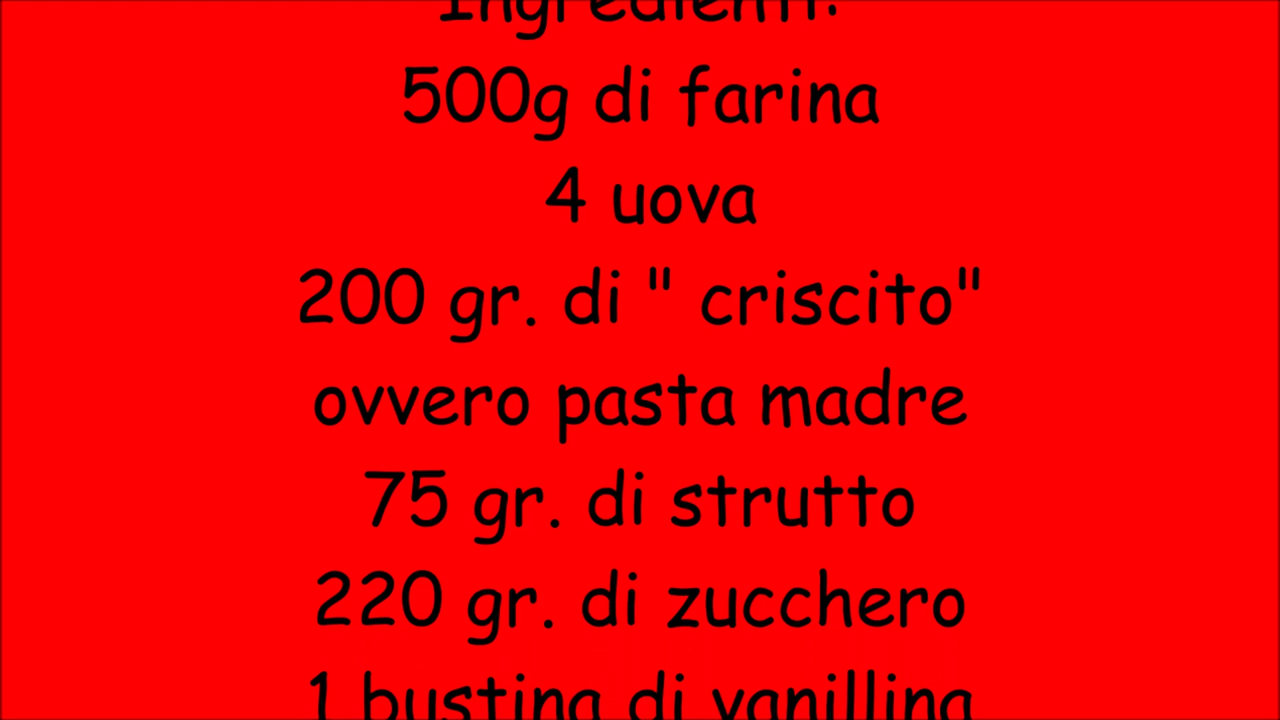 Ingredienti:
500g di farina
4 uova
200 gr. di " criscito"
ovvero pasta madre
75 gr. di strutto
220 gr. di zucchero
1 bustina di vanillina